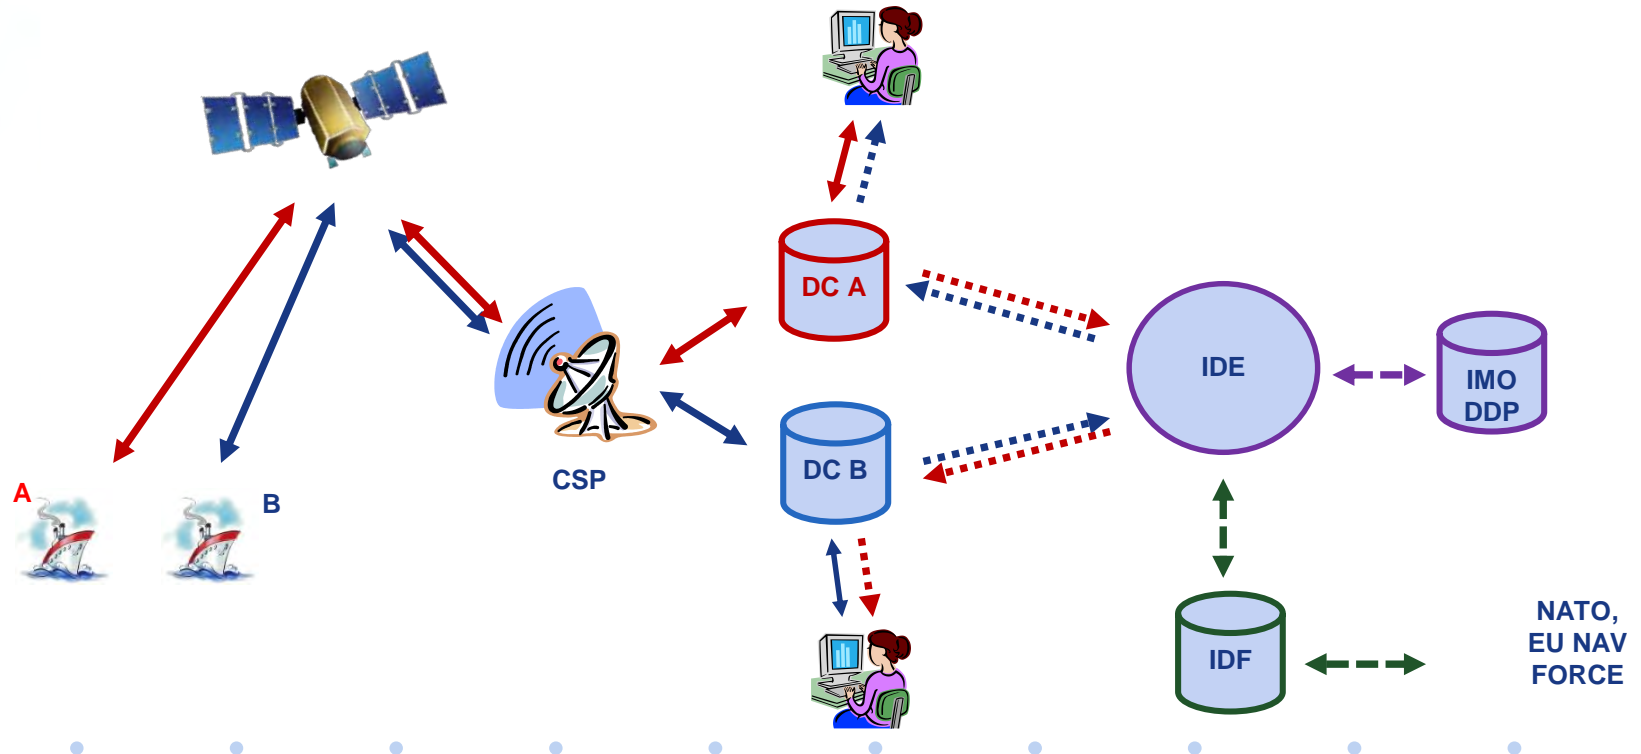 A
B
CSP
DC A
DC B
IDE
IMO
DDP
IDF
NATO,
EU NAV
FORCE